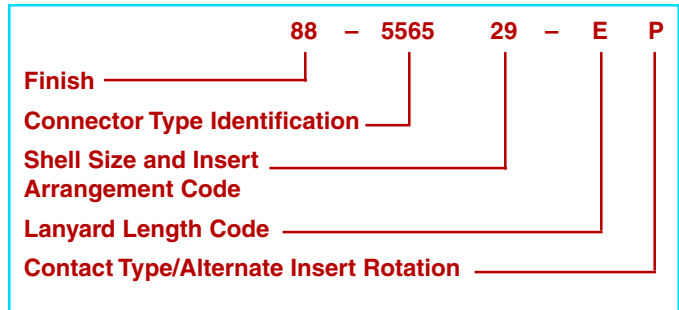 88 – 5565 29 – E P
Finish
Connector Type Identification
Shell Size and Insert
Arrangement Code
Lanyard Length Code
Contact Type/Alternate Insert Rotation